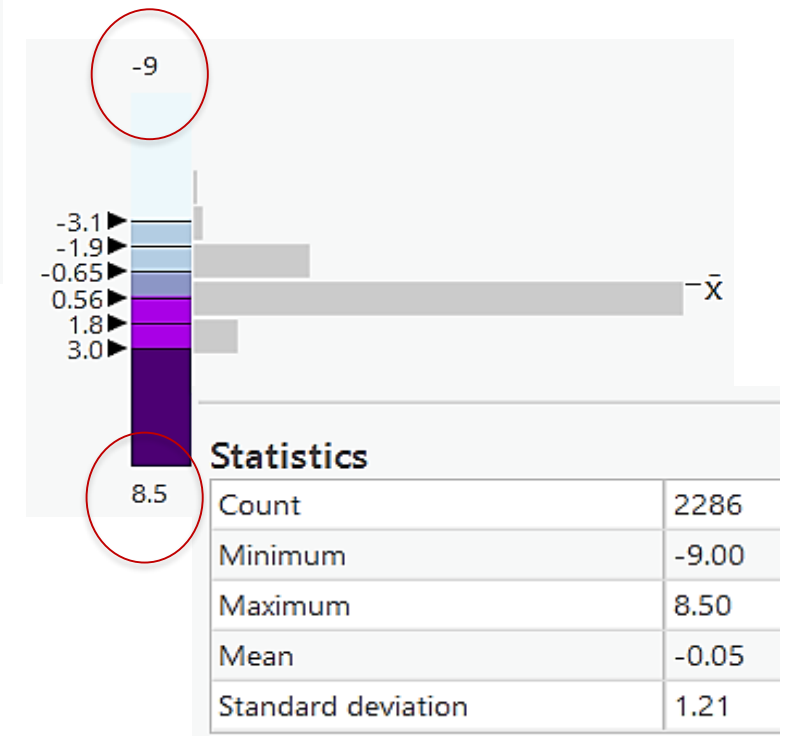 -9
-3.1
-1.9
-0.65
0.56
x̄
1.8
3.0
8.5
Statistics
Count 2286
Minimum -9.00
Maximum 8.50
Mean -0.05
Standard deviation 1.21